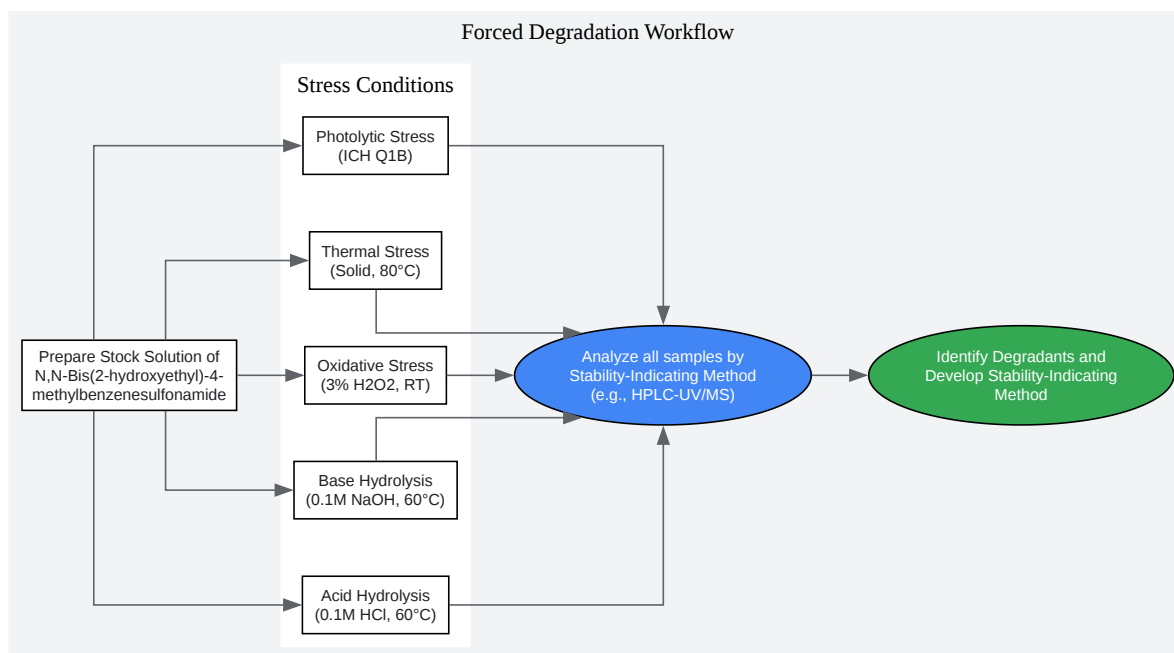 Forced Degradation Workflow
Stress Conditions
Photolytic Stress
(ICH Q1B)
Thermal Stress
(Solid, 80°C)
Prepare Stock Solution of
N,N-Bis(2-hydroxyethyl)-4-
methylbenzenesulfonamide
Oxidative Stress
(3% H2O2, RT)
Analyze all samples by
Stability-Indicating Method
(e.g., HPLC-UV/MS)
Identify Degradants and
Develop Stability-Indicating
Method
Base Hydrolysis
(0.1M NaOH, 60°C)
Acid Hydrolysis
(0.1M HCl, 60°C)